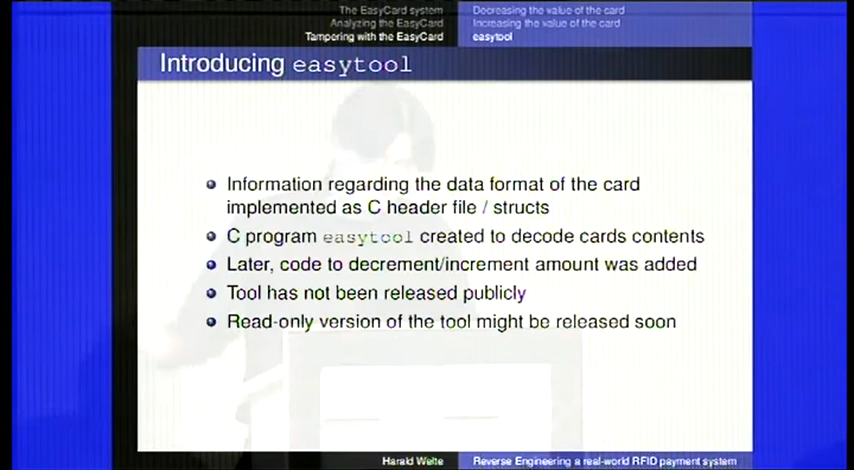 The EasyCard system
Analyzing the EasyCard
Tampering with the EasyCard
Decreasing the value of the card
Increasing the value of the card
easytool
Introducing easytool
Information regarding the data format of the card
implemented as C header file / structs
C program easytool created to decode cards contents
Later, code to decrement/increment amount was added
Tool has not been released publicly
Read-only version of the tool might be released soon
Harald Welte
Reverse Engineering a real-world RFID payment system